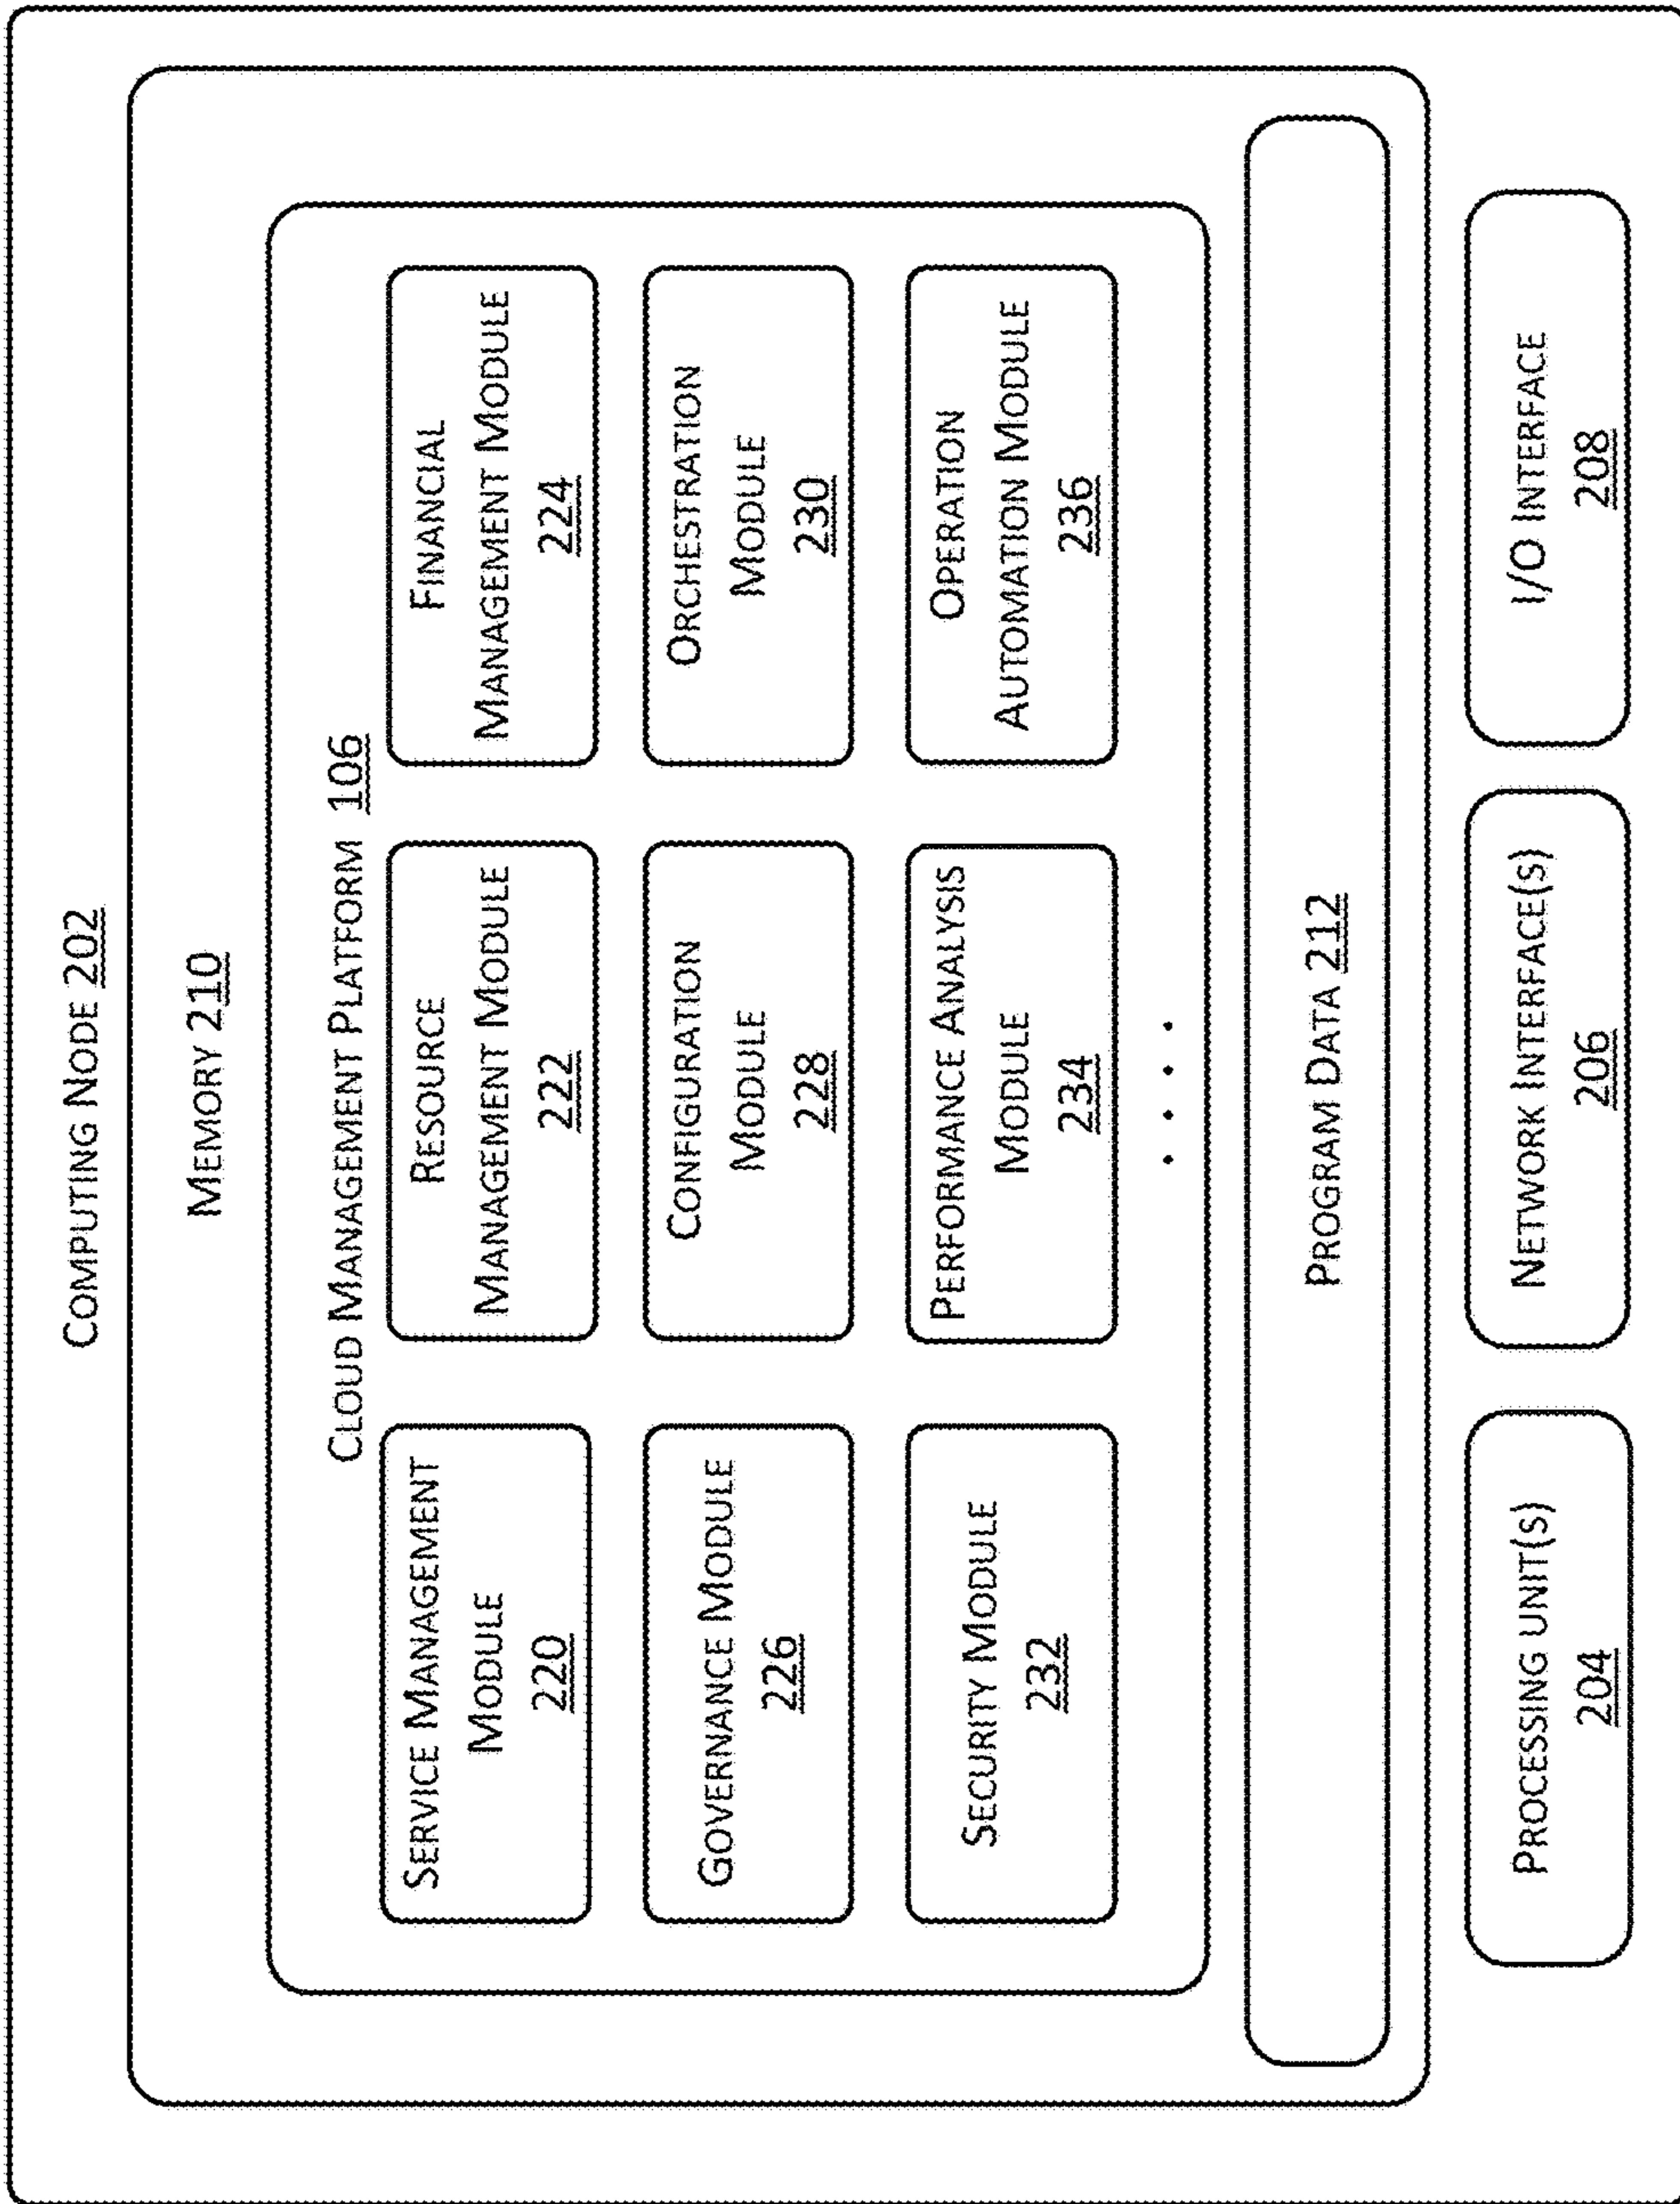 COMPUTING NODE 202
MEMORY 210
CLOUD MANAGEMENT PLATFORM 106
SERVICE MANAGEMENT
MODULE
220
RESOURCE
MANAGEMENT MODULE
222
FINANCIAL
MANAGEMENT MODULE
224
GOVERNANCE MODULE
226
CONFIGURATION
MODULE
228
ORCHESTRATION
MODULE
230
SECURITY MODULE
232
PERFORMANCE ANALYSIS
MODULE
234
OPERATION
AUTOMATION MODULE
236
. . . .
PROGRAM DATA 212
PROCESSING UNIT(S)
204
NETWORK INTERFACE(S)
206
I/O INTERFACE
208